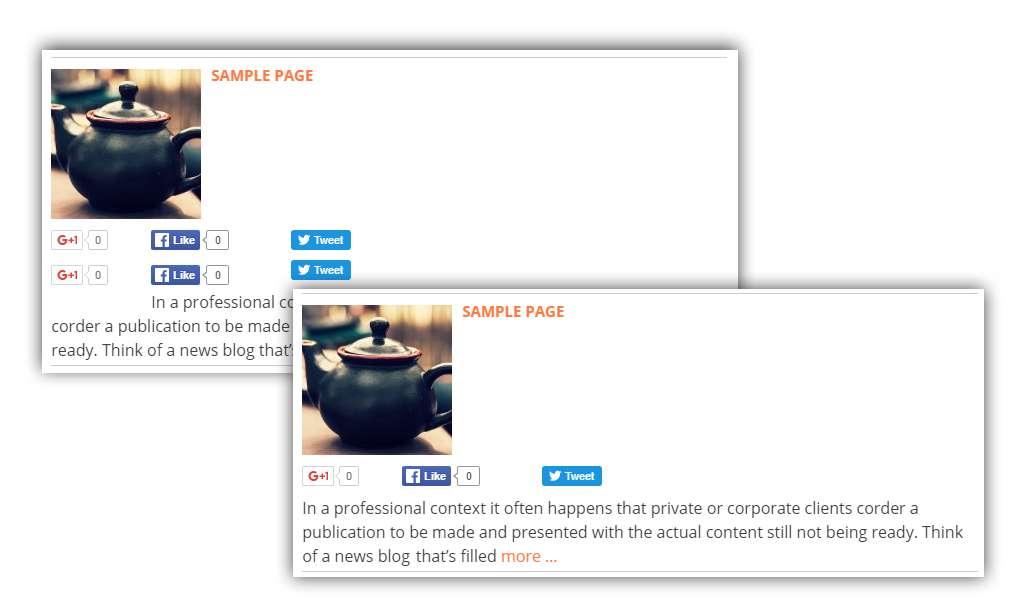 SAMPLE PAGE
G+1 0 Like 0 Tweet
G+1 0 Like 0 Tweet
In a professional co
corder a publication to be made
ready. Think of a news blog that's
SAMPLE PAGE
G+1 0 Like 0 Tweet
In a professional context it often happens that private or corporate clients corder a
publication to be made and presented with the actual content still not being ready. Think
of a news blog that's filled more ...